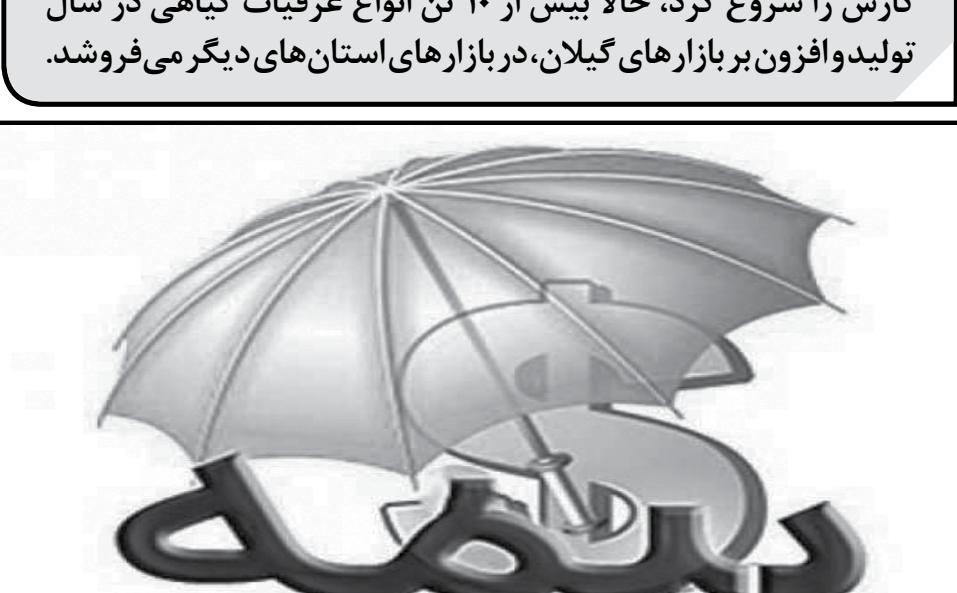 کارش را شروع کرد، حالا بیش از ۱۰ تن انواع عرقیات گیاهی در سال
تولید و افزون بر بازارهای گیلان، در بازارهای استان‌های دیگر می‌فروشد.
بیمه